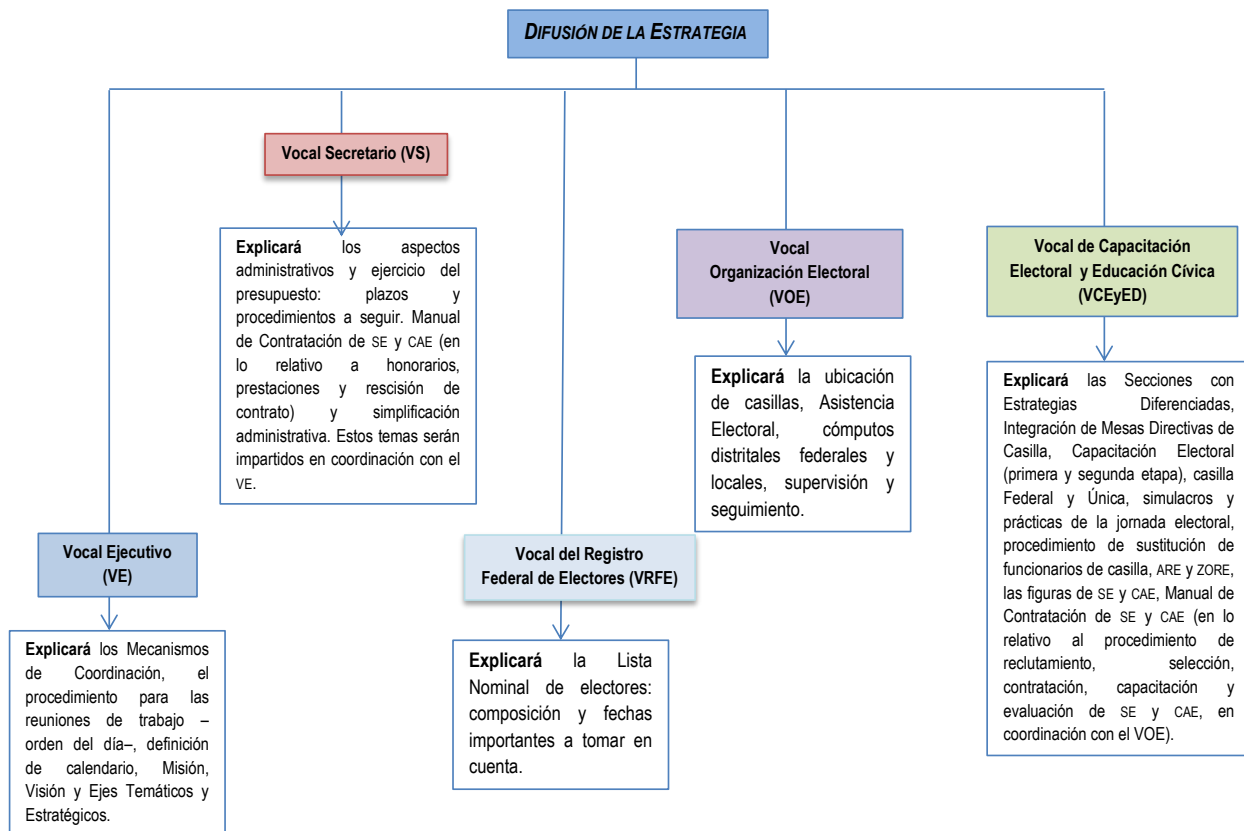 DIFUSIÓN DE LA ESTRATEGIA
Vocal Secretario (VS)
Explicará los aspectos
administrativos y ejercicio del
presupuesto: plazos y
procedimientos a seguir. Manual
de Contratación de SE y CAE (en
lo relativo a honorarios,
prestaciones y rescisión de
contrato) y simplificación
administrativa. Estos temas serán
impartidos en coordinación con el
VE.
Vocal
Organización Electoral
(VOE)
Explicará la ubicación
de casillas, Asistencia
Electoral, cómputos
distritales federales y
locales, supervisión y
seguimiento.
Vocal de Capacitación
Electoral y Educación Cívica
(VCEyED)
Explicará las Secciones con
Estrategias Diferenciadas,
Integración de Mesas Directivas de
Casilla, Capacitación Electoral
(primera y segunda etapa), casilla
Federal y Única, simulacros y
prácticas de la jornada electoral,
procedimiento de sustitución de
funcionarios de casilla, ARE y ZORE,
las figuras de SE y CAE, Manual de
Contratación de SE y CAE (en lo
relativo al procedimiento de
reclutamiento, selección,
contratación, capacitación y
evaluación de SE y CAE, en
coordinación con el VOE).
Vocal Ejecutivo
(VE)
Explicará los Mecanismos
de Coordinación, el
procedimiento para las
reuniones de trabajo –
orden del día–, definición
de calendario, Misión,
Visión y Ejes Temáticos y
Estratégicos.
Vocal del Registro
Federal de Electores (VRFE)
Explicará la Lista
Nominal de electores:
composición y fechas
importantes a tomar en
cuenta.